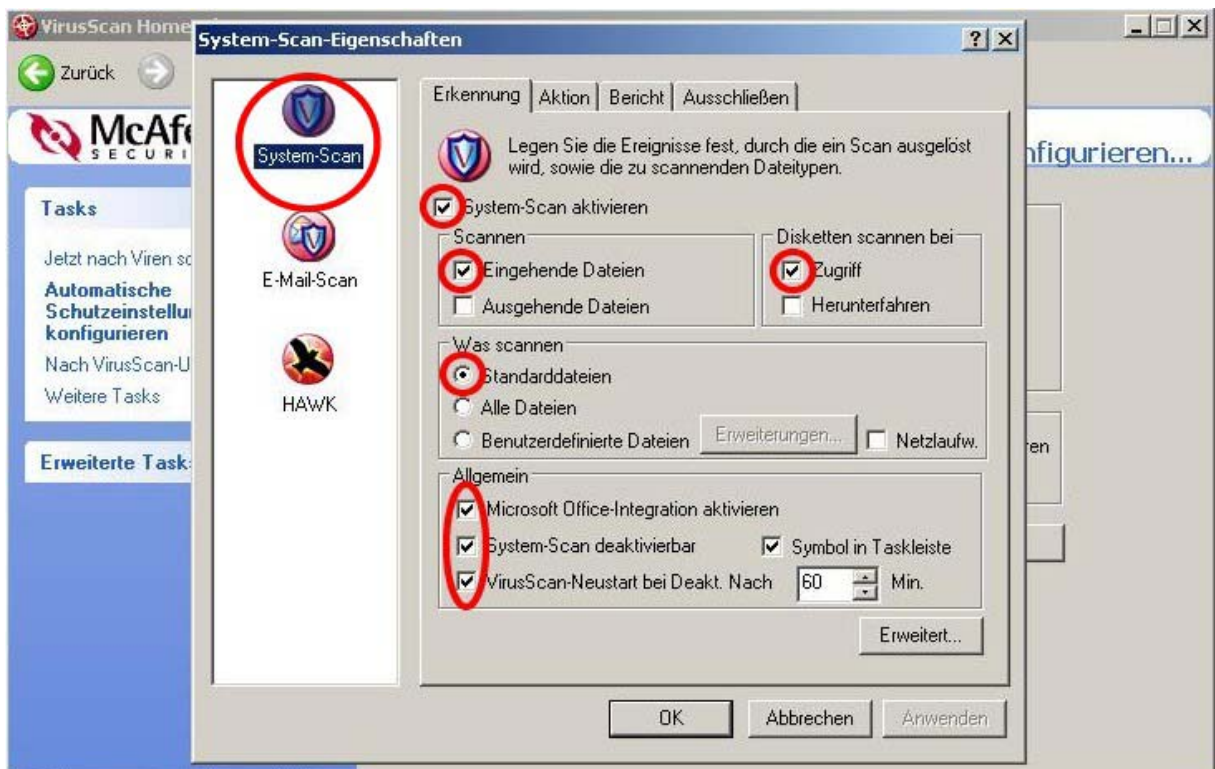 VirusScan Home
System-Scan-Eigenschaften
Zurück
McAfe
SECURI
nfigurieren...
Tasks
Jetzt nach Viren sc
Automatische
Schutzeinstellu
konfigurieren
Nach VirusScan-U
Weitere Tasks
Erweiterte Task
System-Scan
E-Mail-Scan
HAWK
Erkennung
Aktion
Bericht
Ausschließen
Legen Sie die Ereignisse fest, durch die ein Scan ausgelöst
wird, sowie die zu scannenden Dateitypen.
System-Scan aktivieren
Scannen
Eingehende Dateien
Ausgehende Dateien
Disketten scannen bei
Zugriff
Herunterfahren
Was scannen
Standarddateien
Alle Dateien
Benutzerdefinierte Dateien
Erweiterungen...
Netzlaufw.
Allgemein
Microsoft Office-Integration aktivieren
System-Scan deaktivierbar
Symbol in Taskleiste
VirusScan-Neustart bei Deakt. Nach 60 Min.
Erweitert...
en
OK
Abbrechen
Anwenden